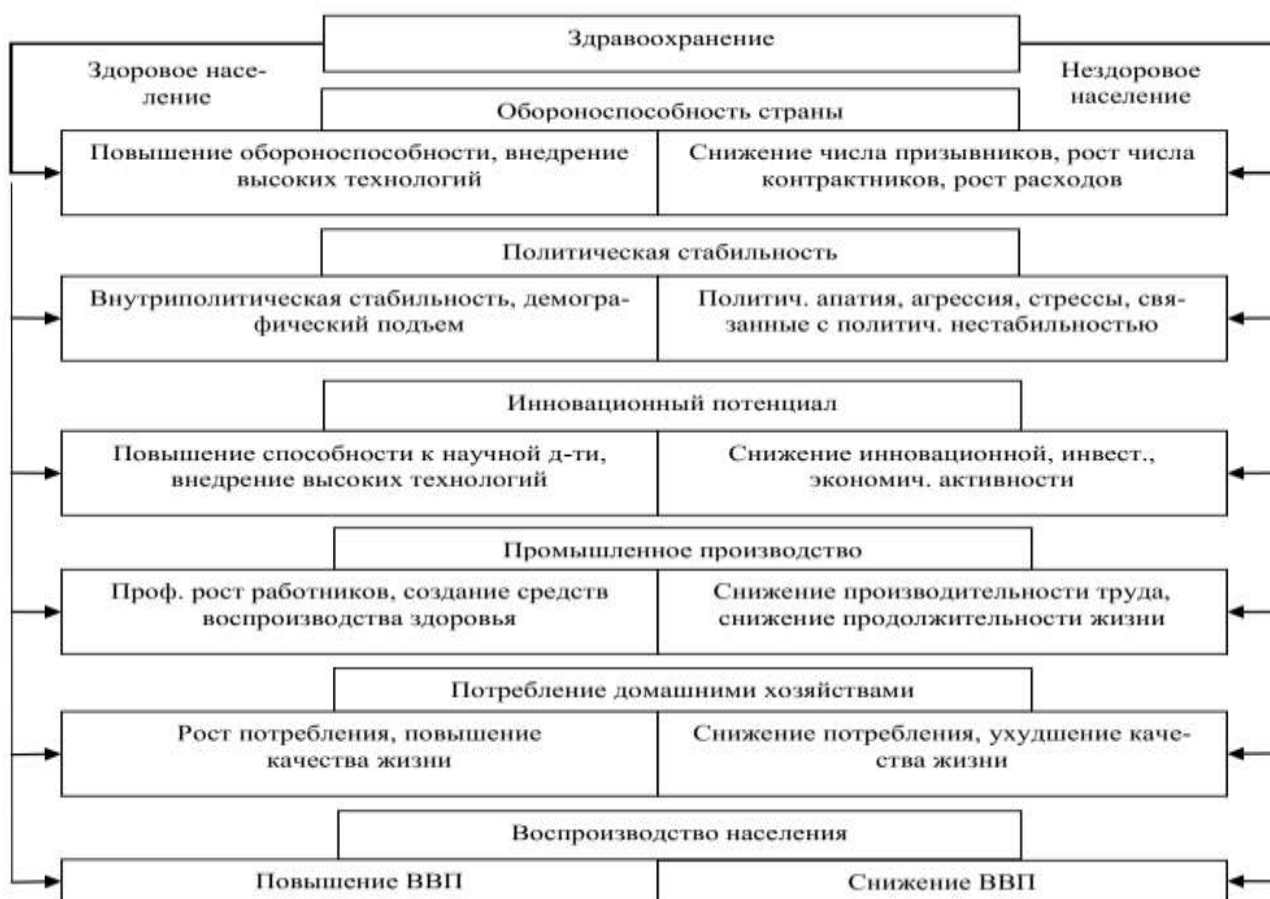 Здравоохранение
Здоровое насе-
ление
Нездоровое
население
Обороноспособность страны
Повышение обороноспособности, внедрение
высоких технологий
Снижение числа призывников, рост числа
контрактников, рост расходов
Политическая стабильность
Внутриполитическая стабильность, демогра-
фический подъем
Политич. апатия, агрессия, стрессы, свя-
занные с политич. нестабильностью
Инновационный потенциал
Повышение способности к научной д-ти,
внедрение высоких технологий
Снижение инновационной, инвест.,
экономич. активности
Промышленное производство
Проф. рост работников, создание средств
воспроизводства здоровья
Снижение производительности труда,
снижение продолжительности жизни
Потребление домашними хозяйствами
Рост потребления, повышение
качества жизни
Снижение потребления, ухудшение каче-
ства жизни
Воспроизводство населения
Повышение ВВП
Снижение ВВП